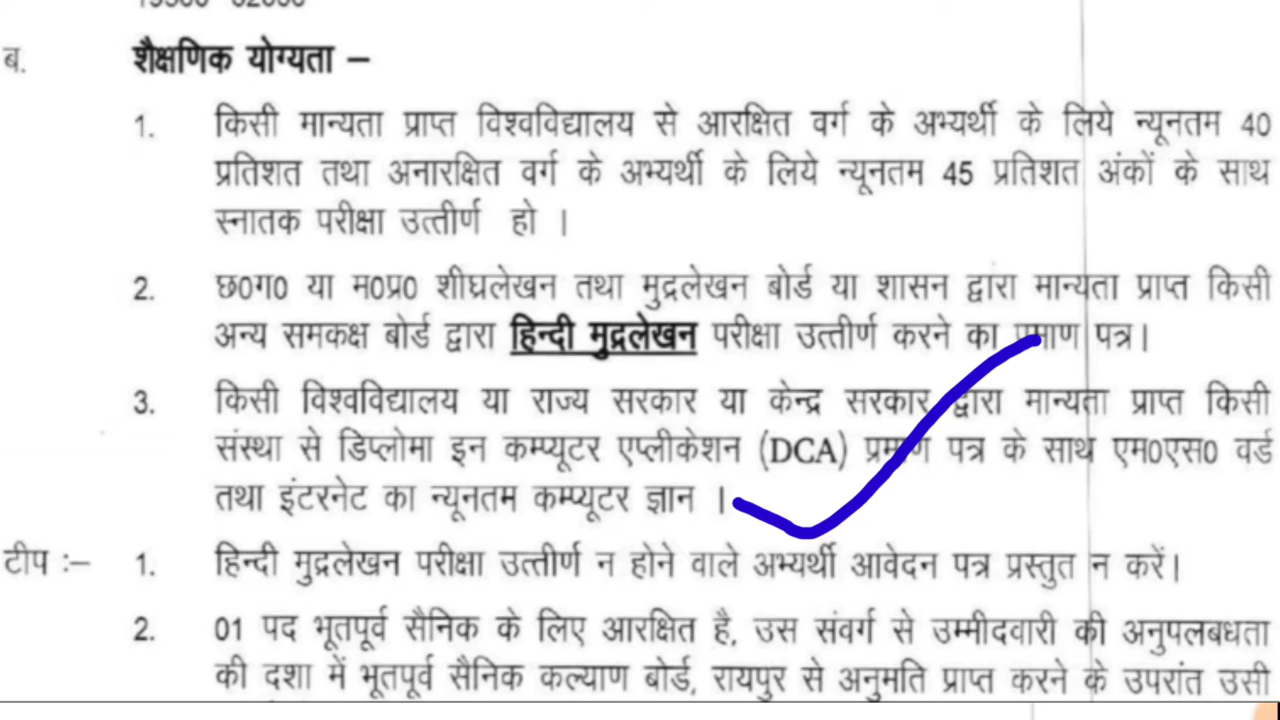 ब. शैक्षणिक योग्यता –
1. किसी मान्यता प्राप्त विश्वविद्यालय से आरक्षित वर्ग के अभ्यर्थी के लिये न्यूनतम 40
प्रतिशत तथा अनारक्षित वर्ग के अभ्यर्थी के लिये न्यूनतम 45 प्रतिशत अंकों के साथ
स्नातक परीक्षा उत्तीर्ण हो ।
2. छ0ग0 या म0प्र0 शीघ्रलेखन तथा मुद्रलेखन बोर्ड या शासन द्वारा मान्यता प्राप्त किसी
अन्य समकक्ष बोर्ड द्वारा हिन्दी मुद्रलेखन परीक्षा उत्तीर्ण करने का प्रमाण पत्र।
3. किसी विश्वविद्यालय या राज्य सरकार या केन्द्र सरकार द्वारा मान्यता प्राप्त किसी
संस्था से डिप्लोमा इन कम्प्यूटर एप्लीकेशन (DCA) प्रमाण पत्र के साथ एम0एस0 वर्ड
तथा इंटरनेट का न्यूनतम कम्प्यूटर ज्ञान ।
टीप :– 1. हिन्दी मुद्रलेखन परीक्षा उत्तीर्ण न होने वाले अभ्यर्थी आवेदन पत्र प्रस्तुत न करें।
2. 01 पद भूतपूर्व सैनिक के लिए आरक्षित है, उस संवर्ग से उम्मीदवारी की अनुपलबधता
की दशा में भूतपूर्व सैनिक कल्याण बोर्ड, रायपुर से अनुमति प्राप्त करने के उपरांत उसी